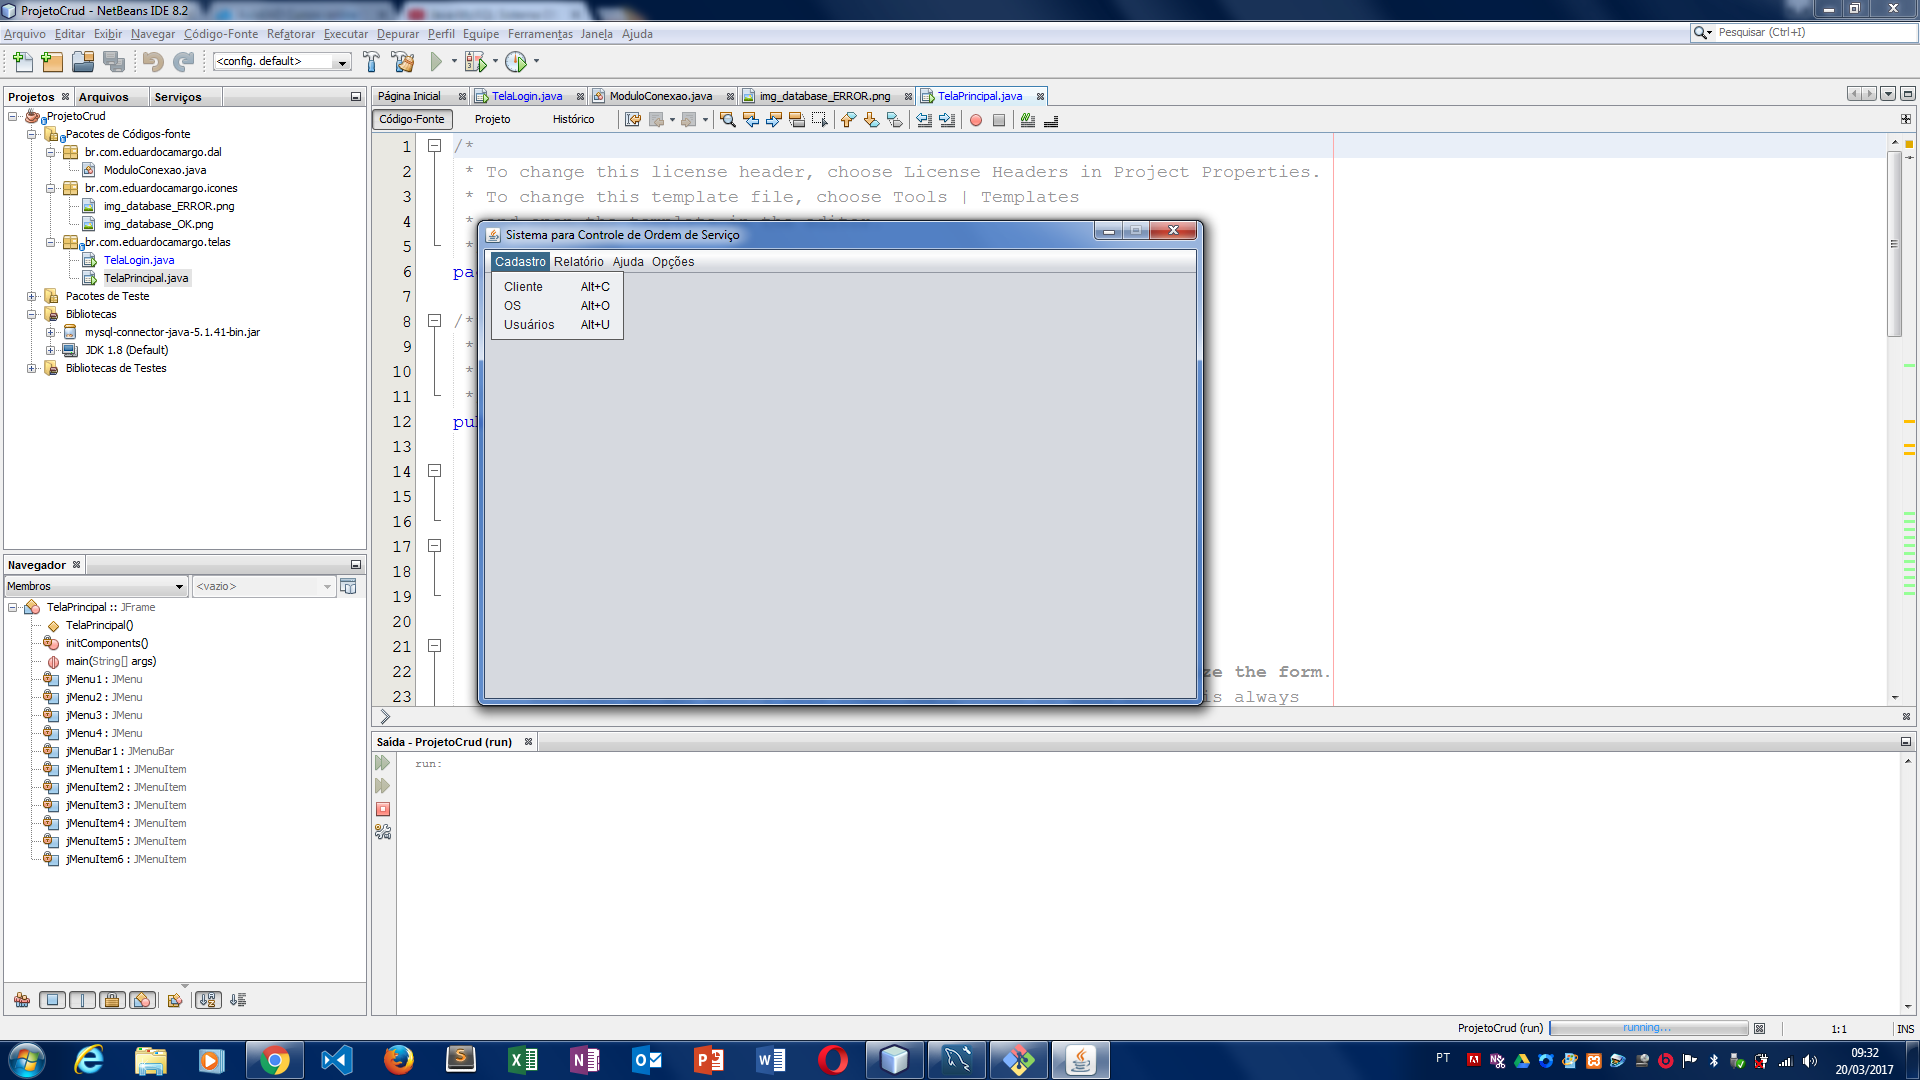 ProjetoCrud - NetBeans IDE 8.2
Arquivo Editar Exibir Navegar Código-Fonte Refatorar Executar Depurar Perfil Equipe Ferramentas Janela Ajuda
Pesquisar (Ctrl+I)
<config. default>
Projetos Arquivos Serviços
ProjetoCrud
Pacotes de Códigos-fonte
br.com.eduardocamargo.dal
ModuloConexao.java
br.com.eduardocamargo.icones
img_database_ERROR.png
img_database_OK.png
br.com.eduardocamargo.telas
TelaLogin.java
TelaPrincipal.java
Pacotes de Teste
Bibliotecas
mysql-connector-java-5.1.41-bin.jar
JDK 1.8 (Default)
Bibliotecas de Testes
Navegador
Membros <vazio>
TelaPrincipal :: JFrame
TelaPrincipal()
initComponents()
main(String[] args)
jMenu1 : JMenu
jMenu2 : JMenu
jMenu3 : JMenu
jMenu4 : JMenu
jMenuBar1 : JMenuBar
jMenuItem1 : JMenuItem
jMenuItem2 : JMenuItem
jMenuItem3 : JMenuItem
jMenuItem4 : JMenuItem
jMenuItem5 : JMenuItem
jMenuItem6 : JMenuItem
Página Inicial TelaLogin.java ModuloConexao.java img_database_ERROR.png TelaPrincipal.java
Código-Fonte Projeto Histórico
1 /*
2 * To change this license header, choose License Headers in Project Properties.
3 * To change this template file, choose Tools | Templates
4 * and open the template in the editor.
5 *
6 pa
7
8 /*
9 *
10 *
11 *
12 pu
13
14
15
16
17
18
19
20
21
22 ze the form.
23 is always
Sistema para Controle de Ordem de Serviço
Cadastro Relatório Ajuda Opções
Cliente Alt+C
OS Alt+O
Usuários Alt+U
Saída - ProjetoCrud (run)
run:
ProjetoCrud (run) running... 1:1 INS
PT 09:32
20/03/2017